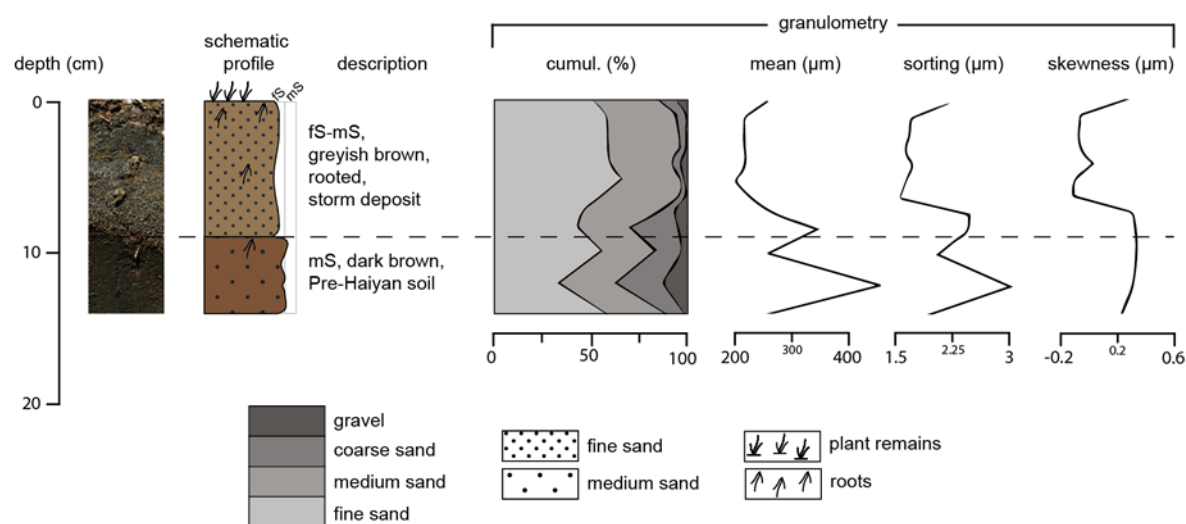 granulometry
depth (cm)
schematic
profile
description
cumul. (%)
mean (µm)
sorting (µm)
skewness (µm)
fS
mS
0
10
20
fS-mS,
greyish brown,
rooted,
storm deposit
mS, dark brown,
Pre-Haiyan soil
0 50 100
200 300 400
1.5 2.25 3
-0.2 0.2 0.6
gravel
coarse sand
medium sand
fine sand
fine sand
medium sand
plant remains
roots